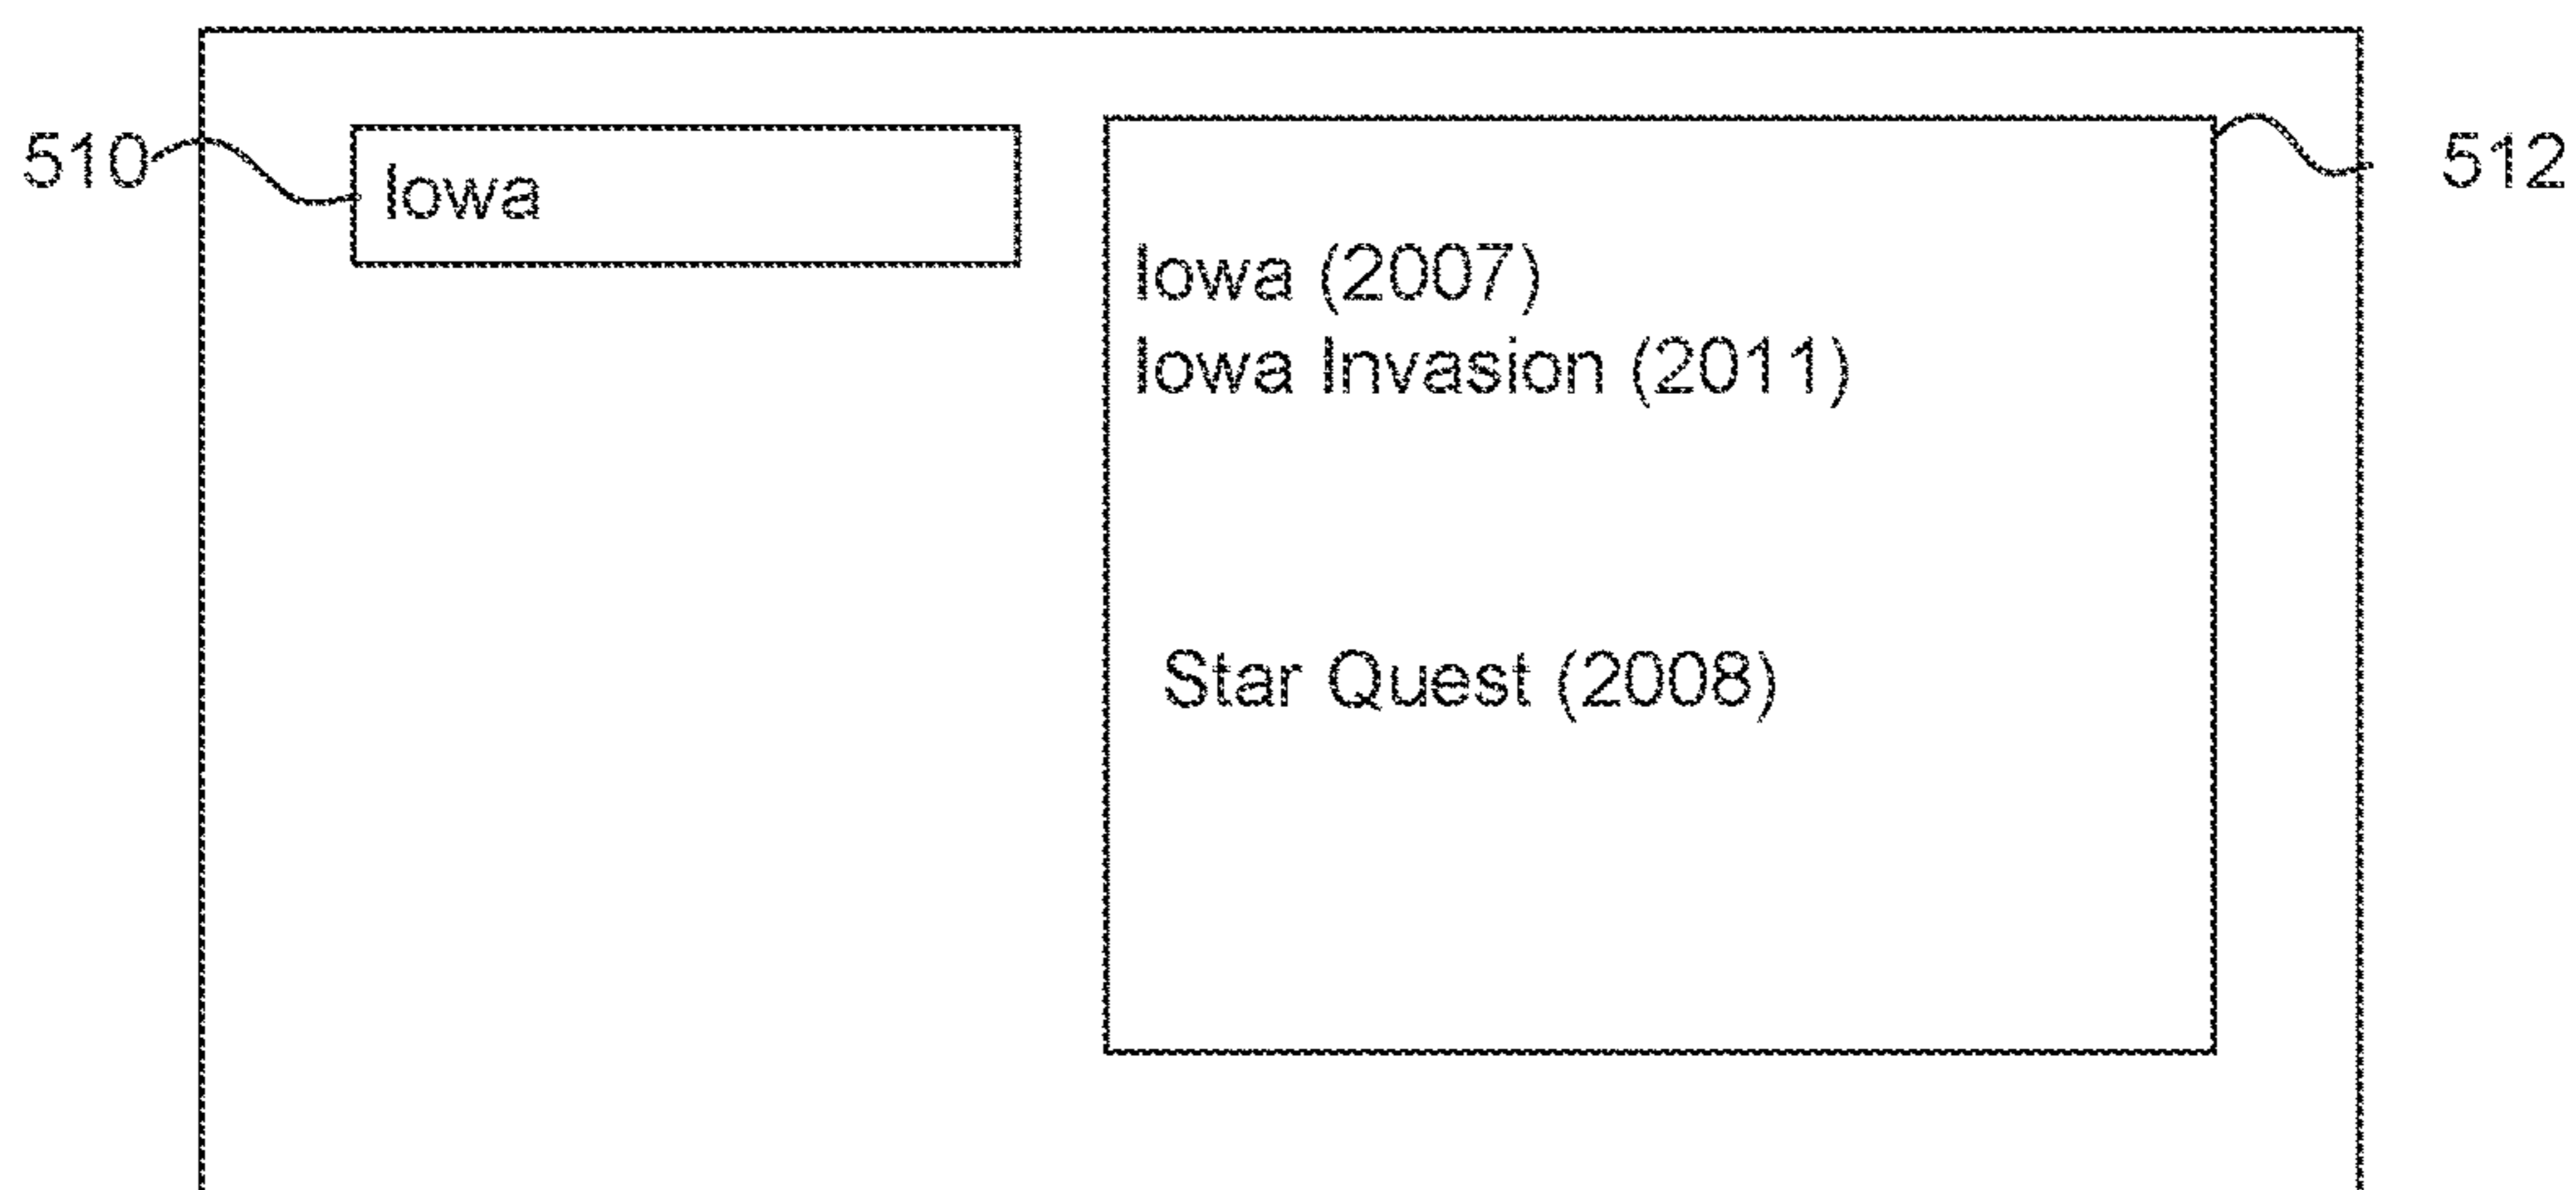 510
Iowa
512
Iowa (2007)
Iowa Invasion (2011)
Star Quest (2008)